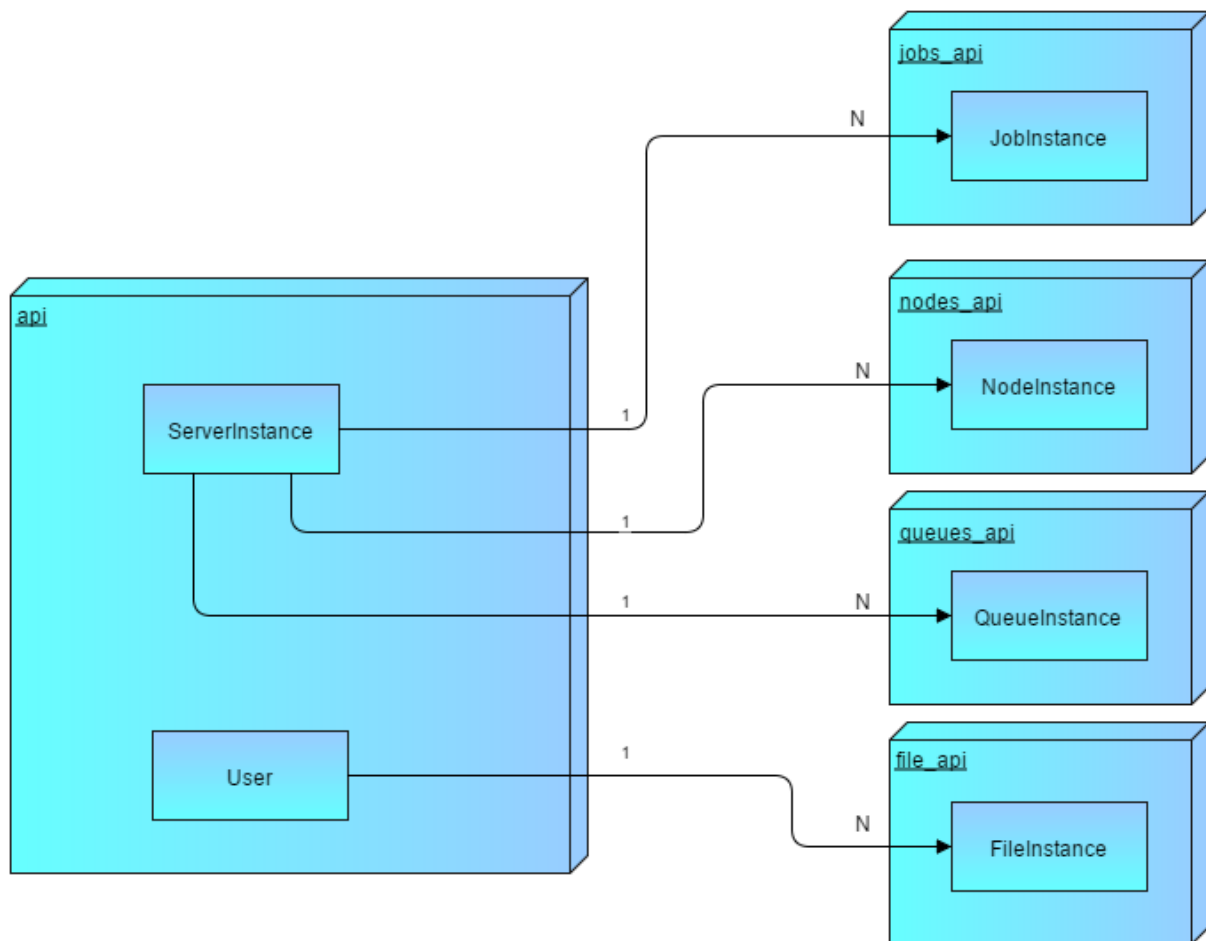 jobs_api
N
JobInstance
nodes_api
api
N
NodeInstance
1
ServerInstance
1
queues_api
1
N
QueueInstance
1
file_api
User
N
FileInstance